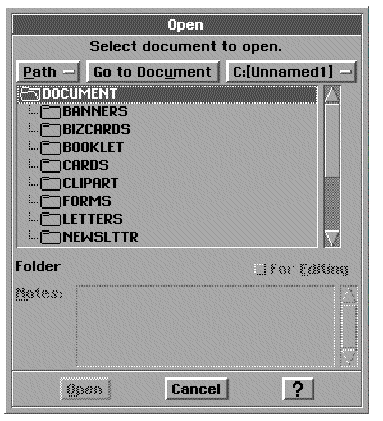 Open
Select document to open.
Path Go to Document C:[Unnamed1]
DOCUMENT
BANNERS
BIZCARDS
BOOKLET
CARDS
CLIPART
FORMS
LETTERS
NEWSLTTR
Folder For Editing
Notes:
Open Cancel ?